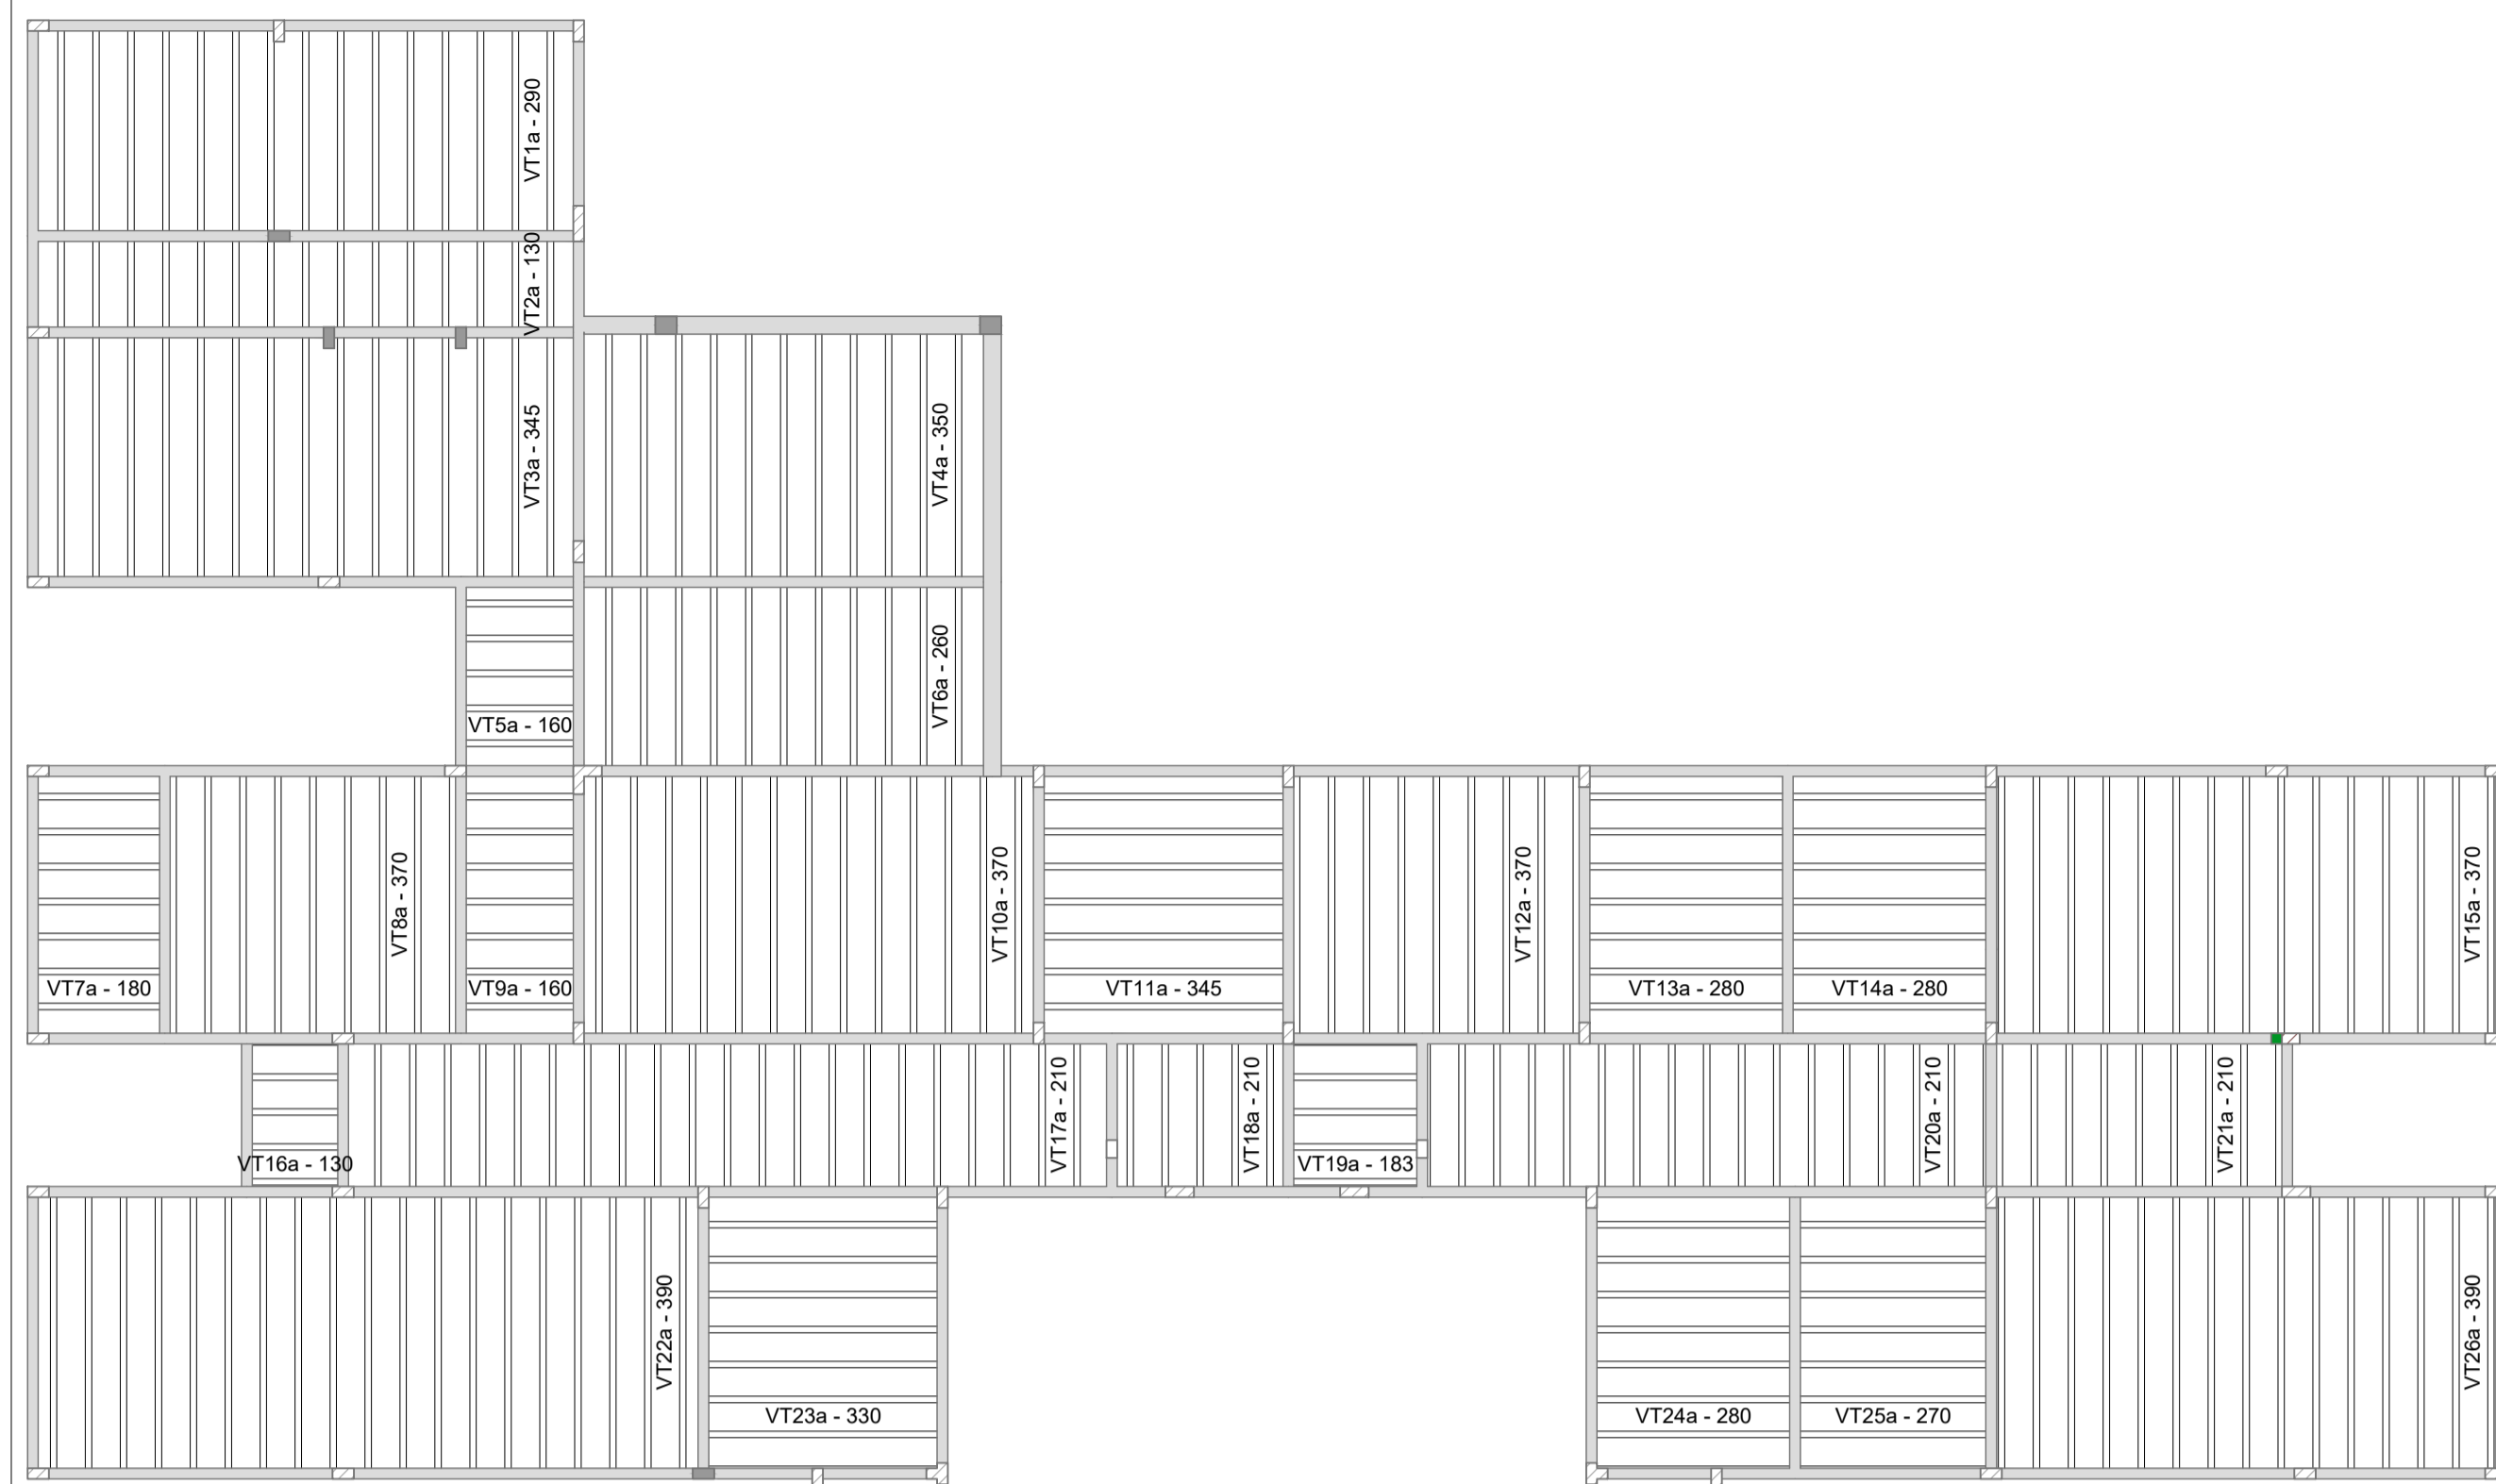 VT1a - 290
VT2a - 130
VT3a - 345
VT4a - 350
VT5a - 160
VT6a - 260
VT7a - 180
VT8a - 370
VT9a - 160
VT10a - 370
VT11a - 345
VT12a - 370
VT13a - 280
VT14a - 280
VT15a - 370
VT16a - 130
VT17a - 210
VT18a - 210
VT19a - 183
VT20a - 210
VT21a - 210
VT22a - 390
VT23a - 330
VT24a - 280
VT25a - 270
VT26a - 390